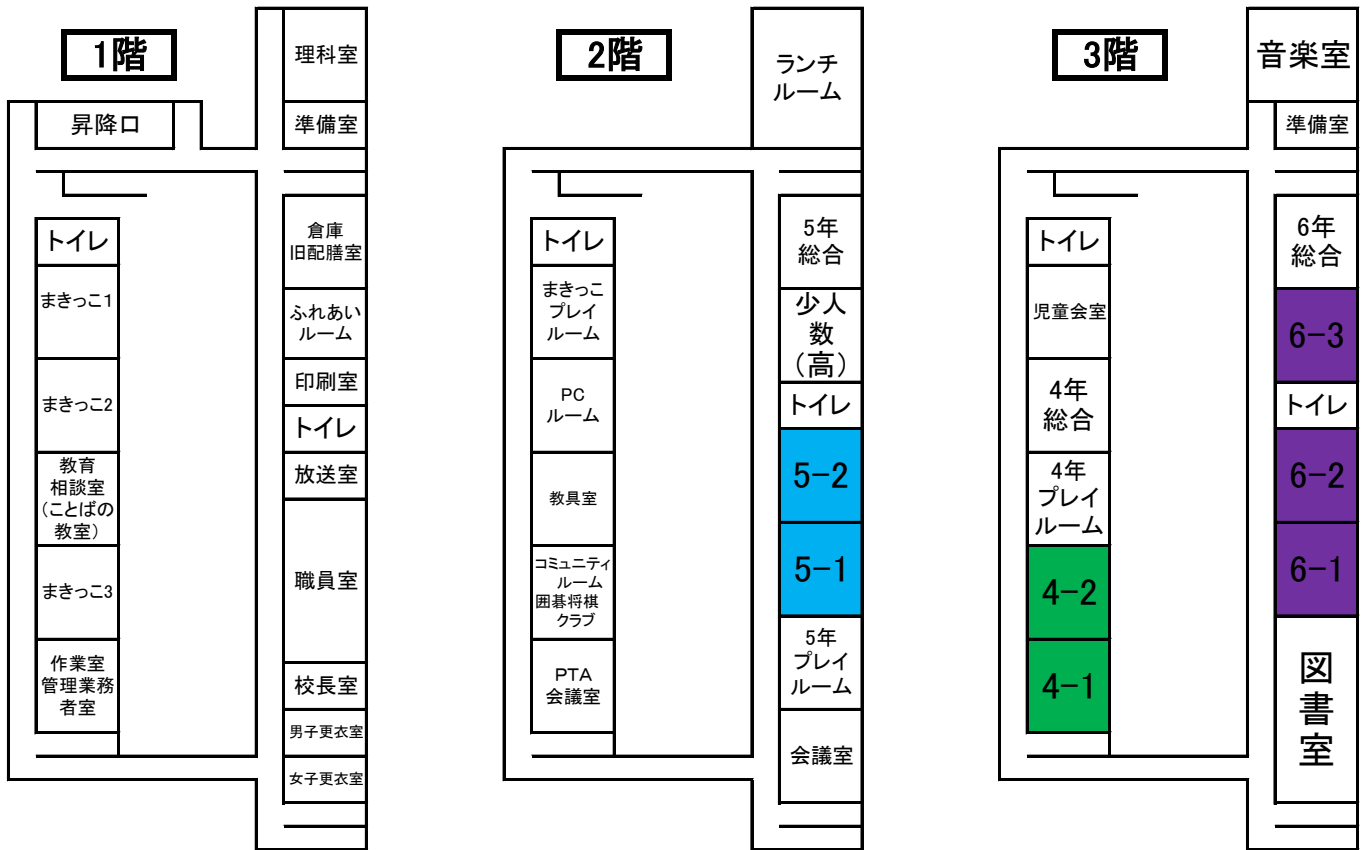 1階
理科室
準備室
昇降口
トイレ
まきっこ1
まきっこ2
教育
相談室
(ことばの
教室)
まきっこ3
作業室
管理業務
者室
倉庫
旧配膳室
ふれあい
ルーム
印刷室
トイレ
放送室
職員室
校長室
男子更衣室
女子更衣室
2階
ランチ
ルーム
トイレ
まきっこ
プレイ
ルーム
PC
ルーム
教具室
コミュニティ
ルーム
囲碁将棋
クラブ
PTA
会議室
5年
総合
少人
数
(高)
トイレ
5-2
5-1
5年
プレイ
ルーム
会議室
3階
音楽室
準備室
トイレ
児童会室
4年
総合
4年
プレイ
ルーム
4-2
4-1
6年
総合
6-3
トイレ
6-2
6-1
図
書
室